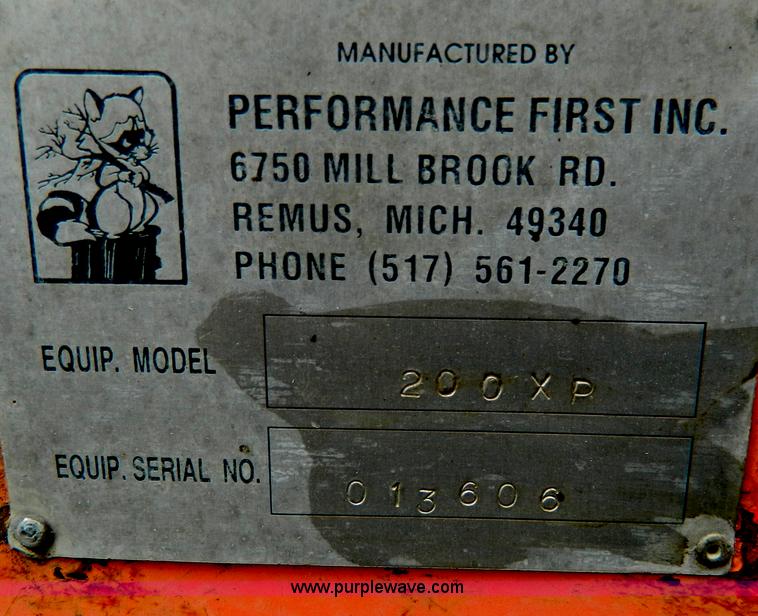 MANUFACTURED BY
PERFORMANCE FIRST INC.
6750 MILL BROOK RD.
REMUS, MICH. 49340
PHONE (517) 561-2270
EQUIP. MODEL 200XP
EQUIP. SERIAL NO. 013606
www.purplewave.com